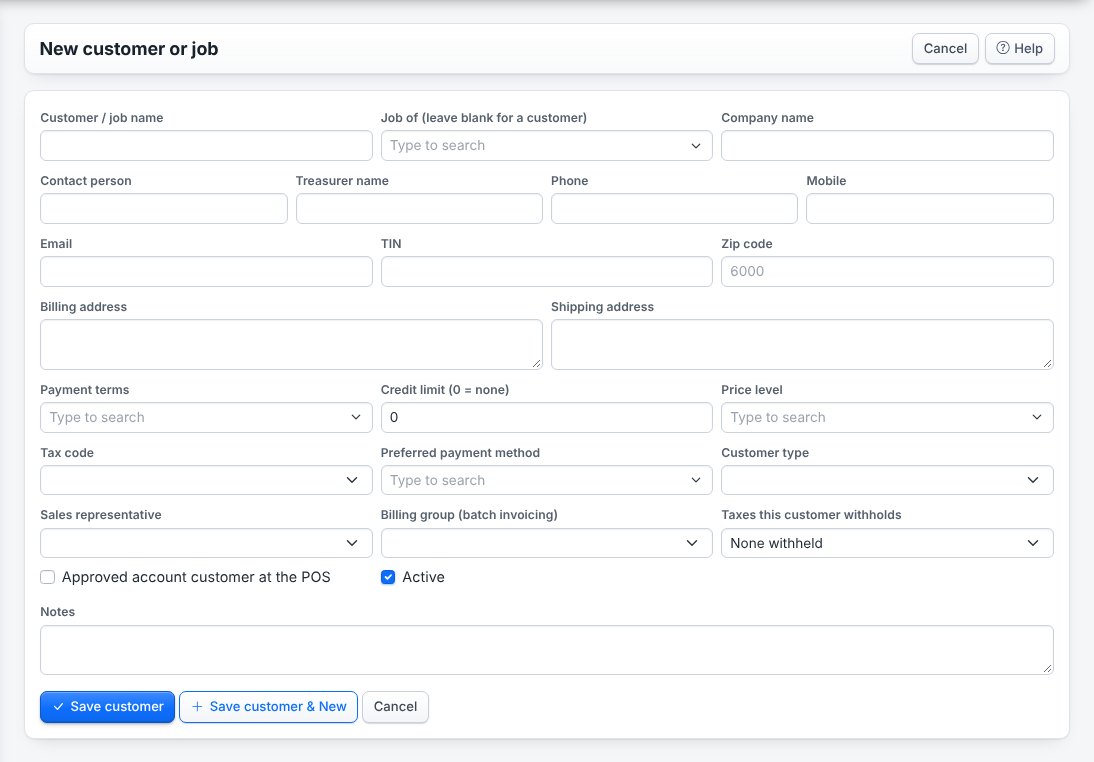 New customer or job
Cancel
Help
Customer / job name
Job of (leave blank for a customer)
Company name
Type to search
Contact person
Treasurer name
Phone
Mobile
Email
TIN
Zip code
6000
Billing address
Shipping address
Payment terms
Credit limit (0 = none)
Price level
Type to search
0
Type to search
Tax code
Preferred payment method
Customer type
Type to search
Sales representative
Billing group (batch invoicing)
Taxes this customer withholds
None withheld
Approved account customer at the POS
Active
Notes
Save customer
Save customer & New
Cancel